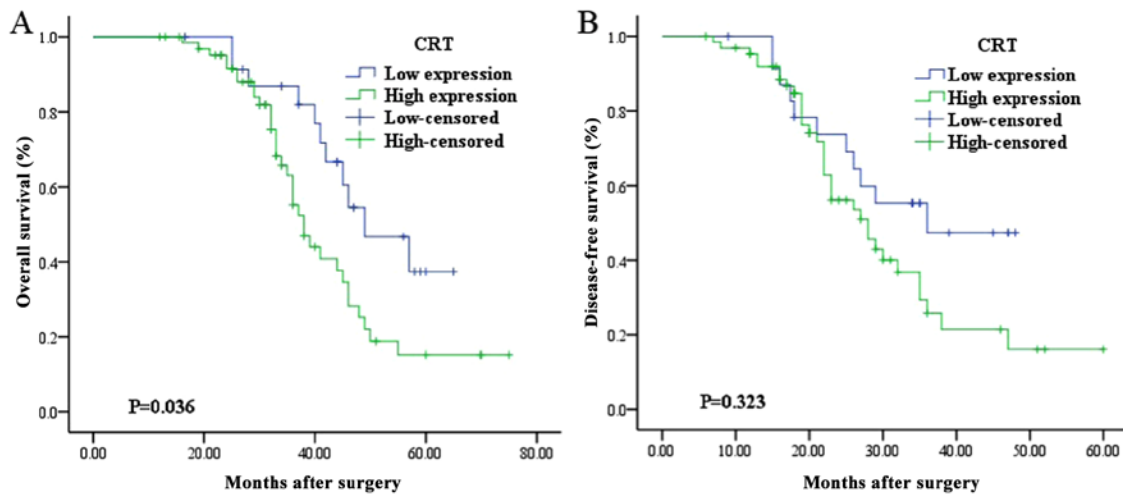 A
CRT
Low expression
High expression
Low-censored
High-censored
Overall survival (%)
1.0
0.8
0.6
0.4
0.2
0.0
P=0.036
0.00
20.00
40.00
60.00
80.00
Months after surgery
B
CRT
Low expression
High expression
Low-censored
High-censored
Disease-free survival (%)
1.0
0.8
0.6
0.4
0.2
0.0
P=0.323
0.00
10.00
20.00
30.00
40.00
50.00
60.00
Months after surgery